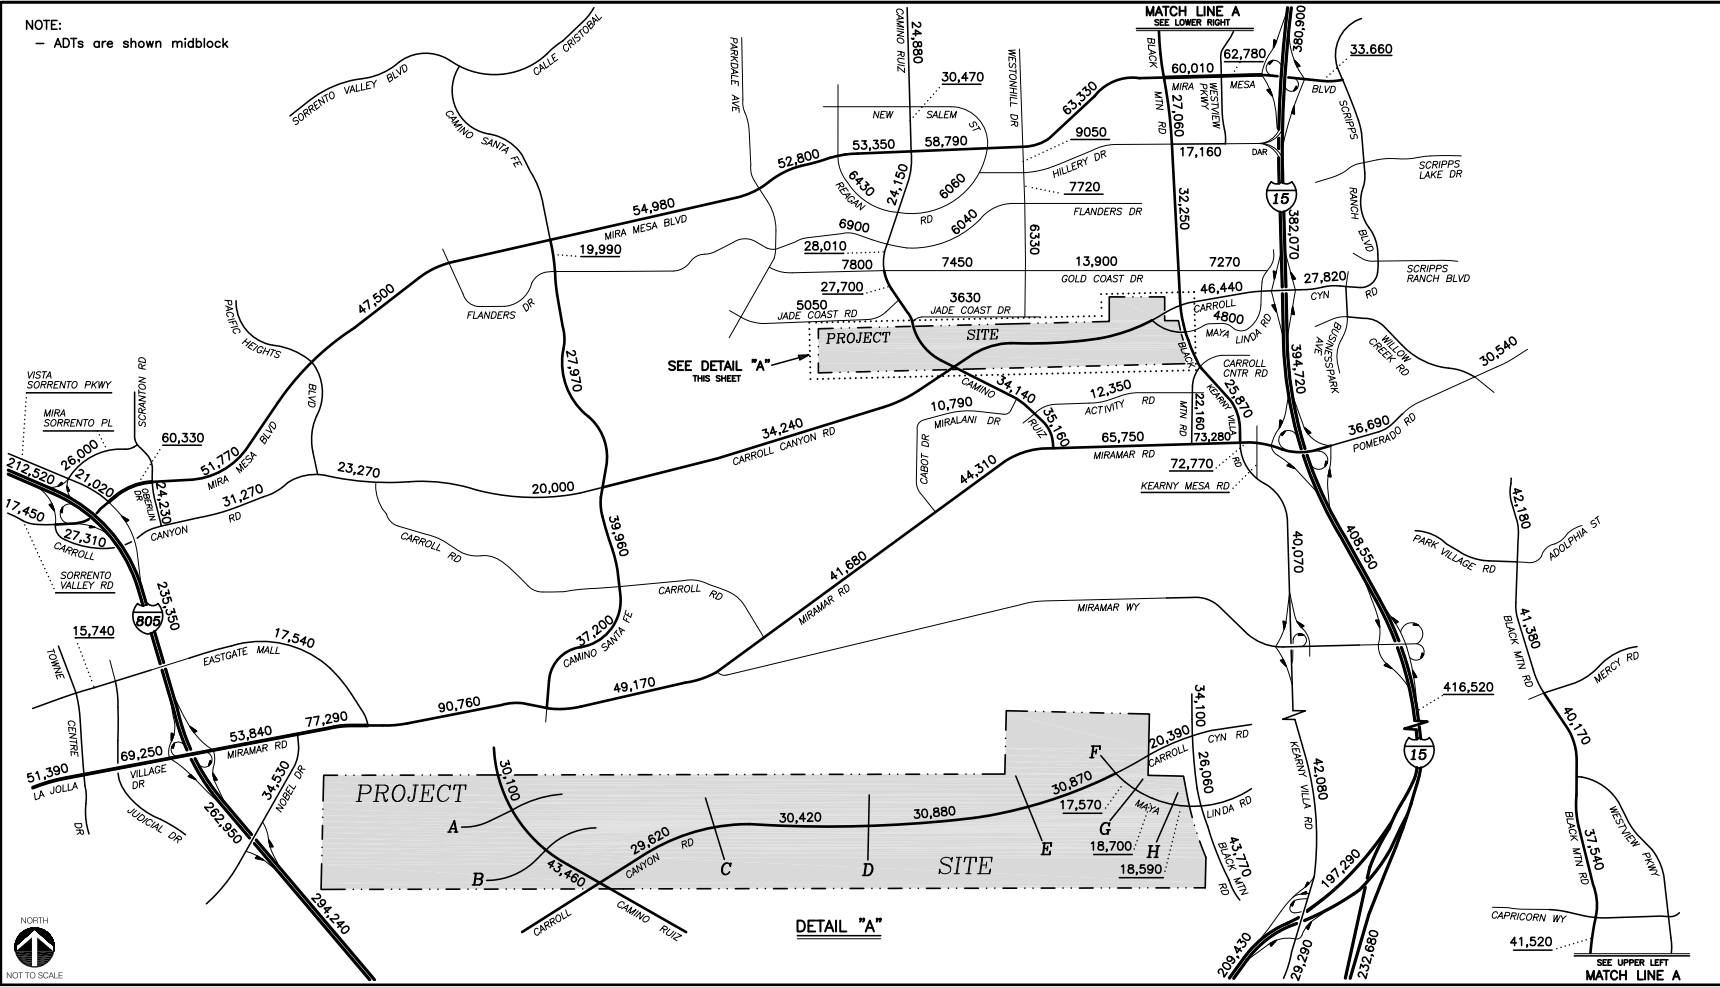 NOTE:
- ADTs are shown midblock
MATCH LINE A
SEE LOWER RIGHT
SORRENTO VALLEY BLVD
CALLE CRISTOBAL
CAMINO SANTA FE
PARKDALE AVE
CAMINO RUIZ
24,880
30,470
WESTONHILL DR
NEW SALEM ST
63,330
BLACK MTN RD
27,060
60,010
62,780
MIRA MESA BLVD
WESTVIEW PKWY
380,900
33.660
SCRIPPS RANCH BLVD
9050
HILLERY DR
17,160
DAR
52,800
53,350
58,790
6430
REAGAN RD
24,150
6060
7720
FLANDERS DR
SCRIPPS
LAKE DR
15
32,250
382,070
54,980
MIRA MESA BLVD
19,990
6900
28,010
6040
6330
7800
7450
13,900
7270
GOLD COAST DR
27,700
46,440
27,820
CARROLL CYN RD
SCRIPPS
RANCH BLVD
47,500
FLANDERS DR
5050
JADE COAST RD
3630
JADE COAST DR
4800
MAYA LINDA RD
PROJECT SITE
PACIFIC HEIGHTS BLVD
27,970
SEE DETAIL "A"
THIS SHEET
BLACK MTN RD
CARROLL
CNTR RD
394,720
BUSINESSPARK AVE
WILLOW CREEK RD
30,540
VISTA
SORRENTO PKWY
SCRANTON RD
MIRA
SORRENTO PL
60,330
26,000
51,770
MIRA MESA BLVD
34,240
CARROLL CANYON RD
CAMINO RUIZ
34,140
35,160
10,790
MIRALANI DR
12,350
ACTIVITY RD
22,160
25,870
KEARNY VILLA RD
73,280
65,750
MIRAMAR RD
36,690
POMERADO RD
212,520
21,020
OBERLIN DR
24,230
31,270
23,270
20,000
CABOT DR
44,310
72,770
KEARNY MESA RD
17,450
27,310
CARROLL CANYON RD
39,960
CARROLL RD
40,070
408,550
42,180
PARK VILLAGE RD
ADOLPHIA ST
SORRENTO
VALLEY RD
805
235,350
41,680
MIRAMAR RD
CARROLL RD
MIRAMAR WY
41,380
BLACK MTN RD
15,740
17,540
EASTGATE MALL
37,200
CAMINO SANTA FE
MERCY RD
TOWNE CENTRE DR
49,170
90,760
77,290
53,840
MIRAMAR RD
69,250
51,390
LA JOLLA VILLAGE DR
34,530
NOBEL DR
JUDICIAL DR
262,950
294,240
416,520
15
40,170
34,100
20,390
CARROLL CYN RD
26,060
KEARNY VILLA RD
42,080
PROJECT SITE
30,100
A
B
43,460
29,620
CANYON RD
C
30,420
D
30,880
E
30,870
F
17,570
G
MAYA LINDA RD
18,700
H
18,590
43,770
BLACK MTN RD
CARROLL
CAMINO RUIZ
DETAIL "A"
197,290
209,430
29,290
232,680
WESTVIEW PKWY
37,540
BLACK MTN RD
CAPRICORN WY
41,520
SEE UPPER LEFT
MATCH LINE A
NORTH
NOT TO SCALE